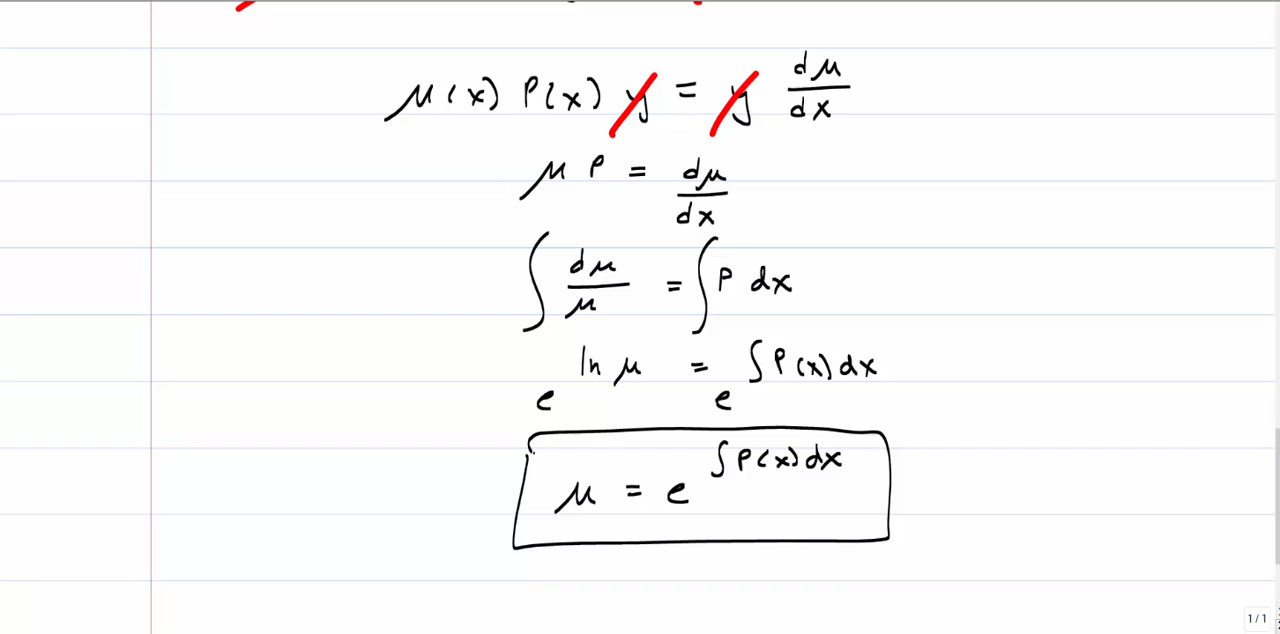 μ(x) P(x) y = y dμ/dx
μ P = dμ/dx
∫ dμ/μ = ∫ P dx
e^(ln μ) = e^(∫ P(x) dx)
μ = e^(∫ P(x) dx)
1/1